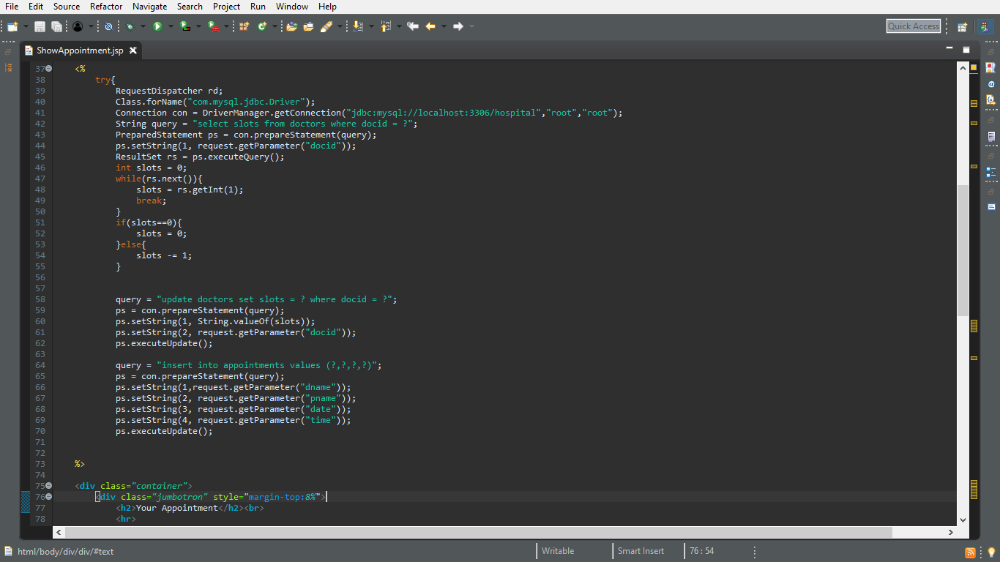 File Edit Source Refactor Navigate Search Project Run Window Help
Quick Access
ShowAppointment.jsp
37 <%
38 try{
39 RequestDispatcher rd;
40 Class.forName("com.mysql.jdbc.Driver");
41 Connection con = DriverManager.getConnection("jdbc:mysql://localhost:3306/hospital","root","root");
42 String query = "select slots from doctors where docid = ?";
43 PreparedStatement ps = con.prepareStatement(query);
44 ps.setString(1, request.getParameter("docid"));
45 ResultSet rs = ps.executeQuery();
46 int slots = 0;
47 while(rs.next()){
48 slots = rs.getInt(1);
49 break;
50 }
51 if(slots==0){
52 slots = 0;
53 }else{
54 slots -= 1;
55 }
56
57
58 query = "update doctors set slots = ? where docid = ?";
59 ps = con.prepareStatement(query);
60 ps.setString(1, String.valueOf(slots));
61 ps.setString(2, request.getParameter("docid"));
62 ps.executeUpdate();
63
64 query = "insert into appointments values (?,?,?,?)";
65 ps = con.prepareStatement(query);
66 ps.setString(1,request.getParameter("dname"));
67 ps.setString(2, request.getParameter("pname"));
68 ps.setString(3, request.getParameter("date"));
69 ps.setString(4, request.getParameter("time"));
70 ps.executeUpdate();
71
72
73 %>
74
75 <div class="container">
76 <div class="jumbotron" style="margin-top:8%">
77 <h2>Your Appointment</h2><br>
78 <hr>
html/body/div/div/#text Writable Smart Insert 76 : 54